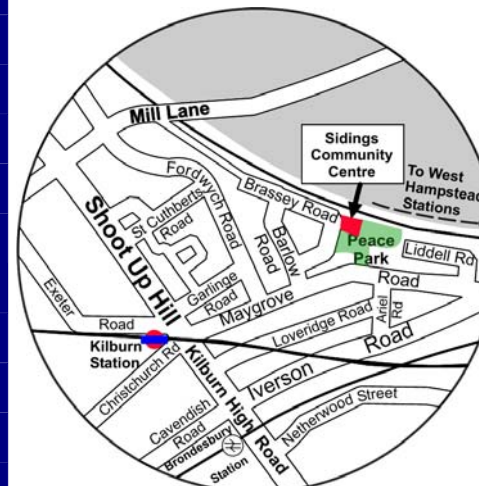 Mill Lane
Sidings
Community
Centre
To West
Hampstead
Stations
Fordwych Road
Brassey Road
St Cuthberts
Road
Shoot Up Hill
Barlow
Road
Peace
Park
Liddell Rd
Garlinge
Road
Maygrove
Road
Ariel
Rd
Exeter
Road
Loveridge Road
Kilburn
Station
Iverson
Road
Christchurch Rd
Kilburn High Road
Cavendish
Road
Brondesbury
Station
Netherwood Street